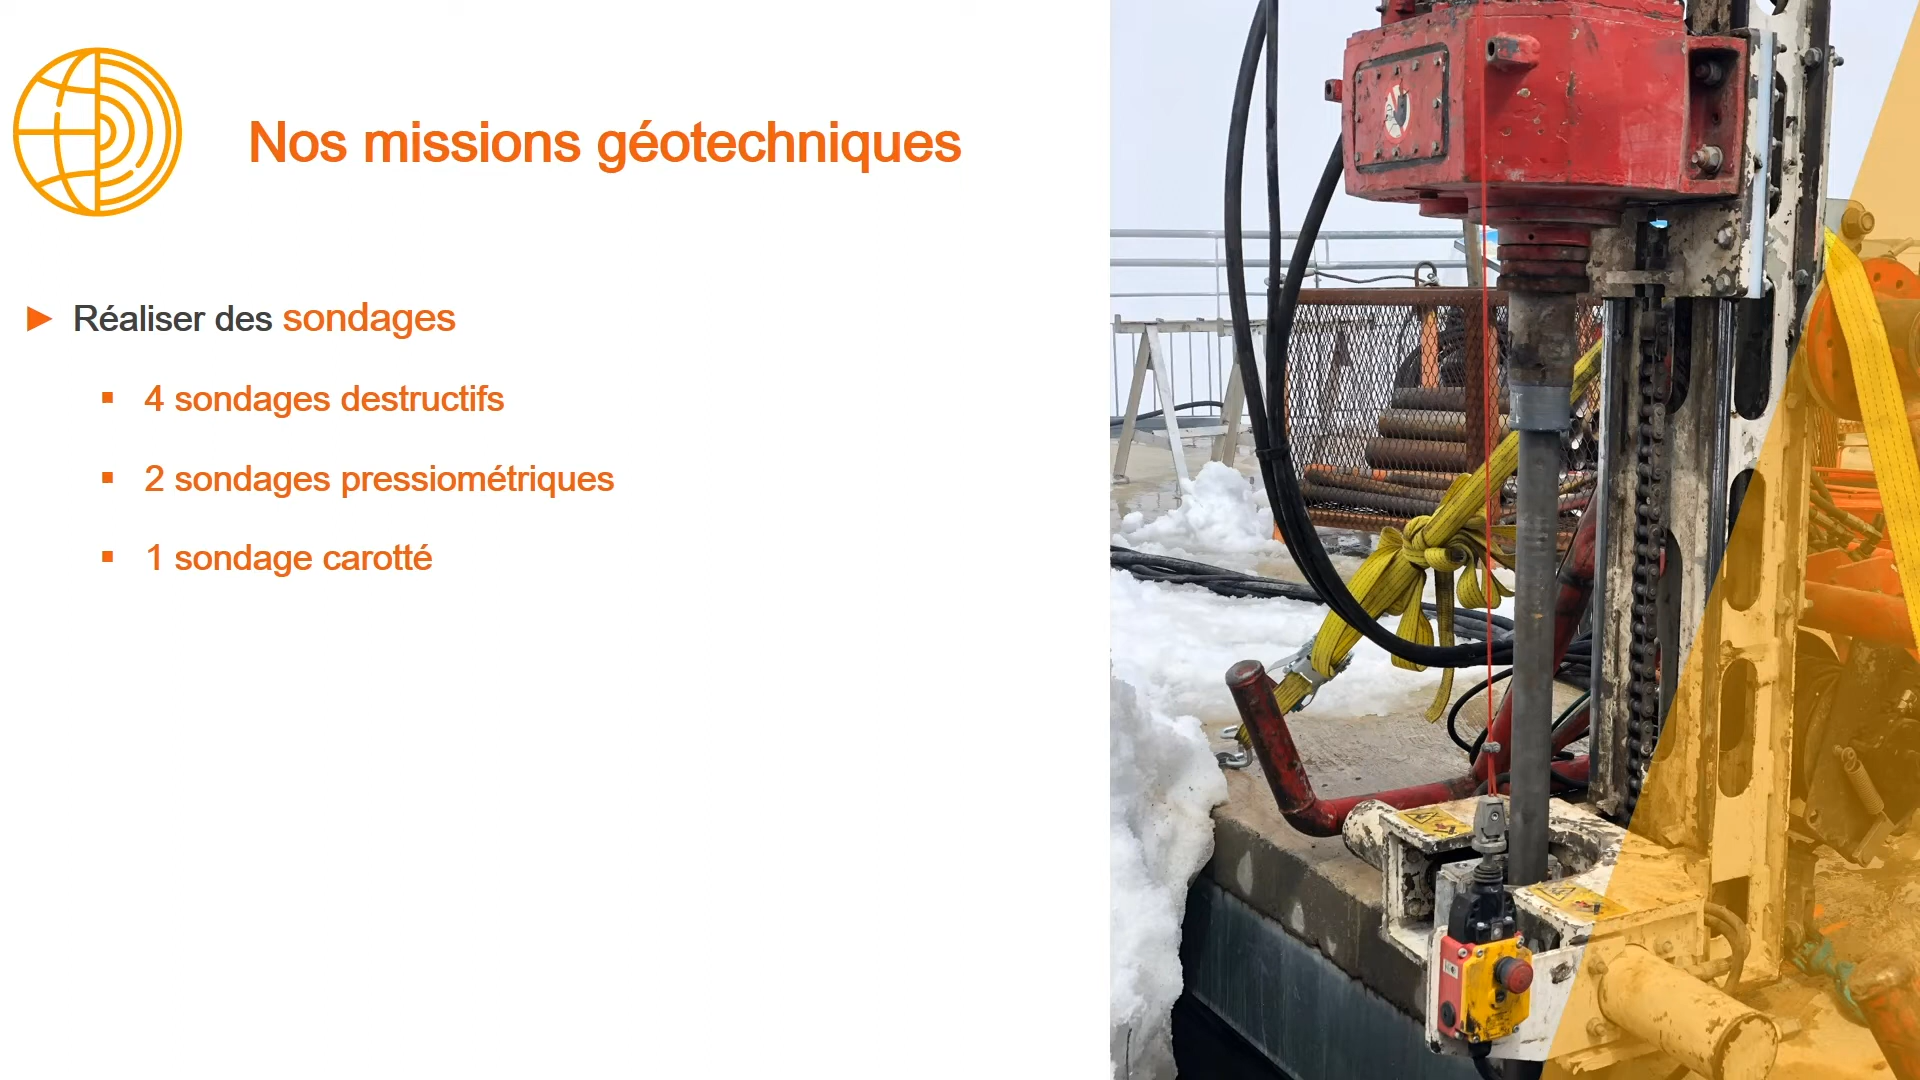 Nos missions géotechniques
Réaliser des sondages
4 sondages destructifs
2 sondages pressiométriques
1 sondage carotté